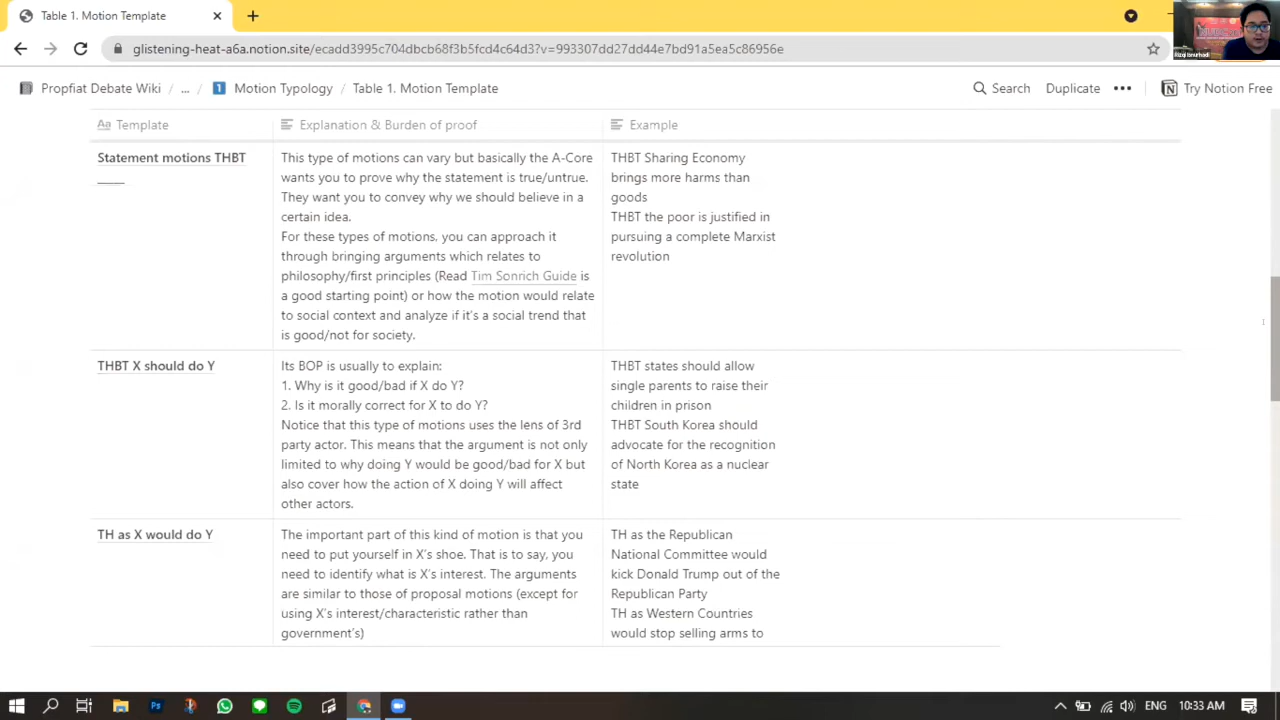 Table 1. Motion Template
glistening-heat-a6a.notion.site/ecadd3995c704dbcb68f3b5fcd4c64d3?v=993307dd27dd44e7bd91a5ea5c86956e
Rizqi Isnurhadi
Propfiat Debate Wiki / ... / 1 Motion Typology / Table 1. Motion Template
Search Duplicate ••• Try Notion Free
Aa Template
Explanation & Burden of proof
Example
Statement motions THBT
____
This type of motions can vary but basically the A-Core
wants you to prove why the statement is true/untrue.
They want you to convey why we should believe in a
certain idea.
For these types of motions, you can approach it
through bringing arguments which relates to
philosophy/first principles (Read Tim Sonrich Guide is
a good starting point) or how the motion would relate
to social context and analyze if it's a social trend that
is good/not for society.
THBT Sharing Economy
brings more harms than
goods
THBT the poor is justified in
pursuing a complete Marxist
revolution
THBT X should do Y
Its BOP is usually to explain:
1. Why is it good/bad if X do Y?
2. Is it morally correct for X to do Y?
Notice that this type of motions uses the lens of 3rd
party actor. This means that the argument is not only
limited to why doing Y would be good/bad for X but
also cover how the action of X doing Y will affect
other actors.
THBT states should allow
single parents to raise their
children in prison
THBT South Korea should
advocate for the recognition
of North Korea as a nuclear
state
TH as X would do Y
The important part of this kind of motion is that you
need to put yourself in X's shoe. That is to say, you
need to identify what is X's interest. The arguments
are similar to those of proposal motions (except for
using X's interest/characteristic rather than
government's)
TH as the Republican
National Committee would
kick Donald Trump out of the
Republican Party
TH as Western Countries
would stop selling arms to
ENG 10:33 AM